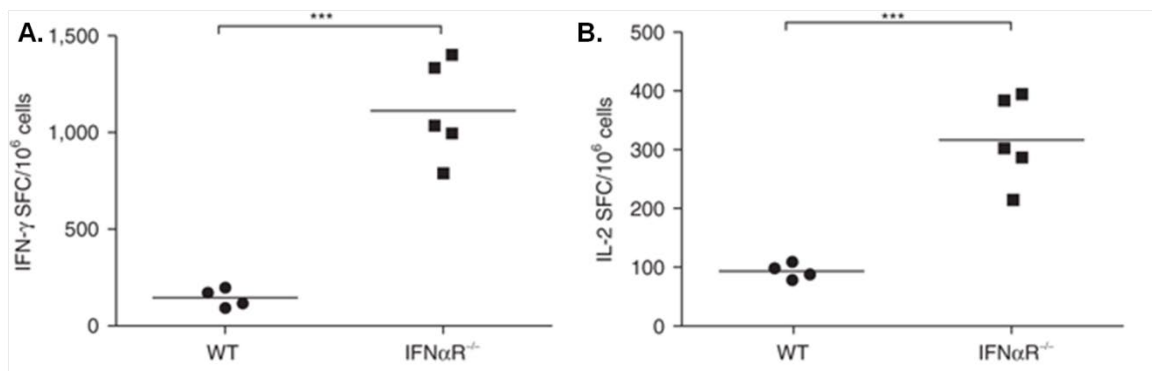 A.
***
1,500
1,000
500
0
IFN-γ SFC/10⁶ cells
WT
IFNαR⁻/⁻
B.
***
500
400
300
200
100
0
IL-2 SFC/10⁶ cells
WT
IFNαR⁻/⁻